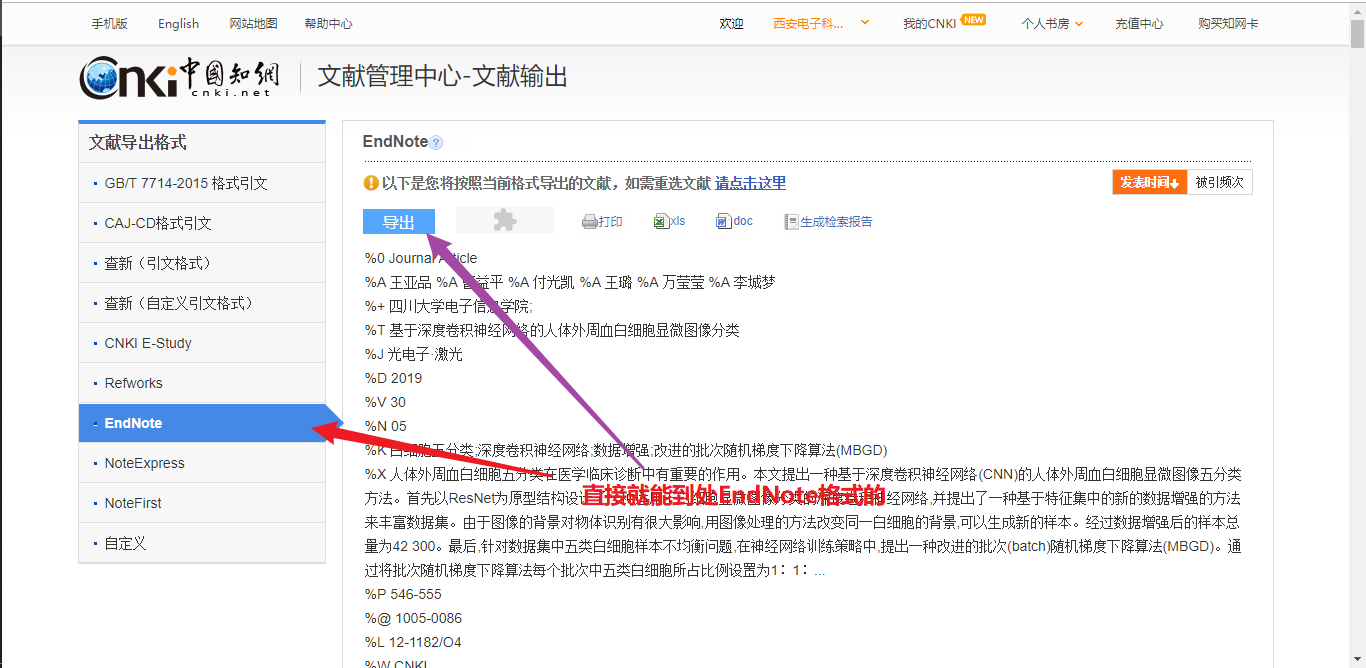 手机版 English 网站地图 帮助中心 欢迎 西安电子科... 我的CNKI NEW 个人书房 充值中心 购买知网卡
Cnki中国知網 cnki.net 文献管理中心-文献输出
文献导出格式
GB/T 7714-2015 格式引文
CAJ-CD格式引文
查新（引文格式）
查新（自定义引文格式）
CNKI E-Study
Refworks
EndNote
NoteExpress
NoteFirst
自定义
EndNote?
以下是您将按照当前格式导出的文献，如需重选文献 请点击这里 发表时间 被引频次
导出 打印 xls doc 生成检索报告
%0 Journal Article
%A 王亚品 %A 益平 %A 付光凯 %A 王璐 %A 万莹莹 %A 李城梦
%+ 四川大学电子信息学院;
%T 基于深度卷积神经网络的人体外周血白细胞显微图像分类
%J 光电子·激光
%D 2019
%V 30
%N 05
%K 白细胞五分类;深度卷积神经网络;数据增强;改进的批次随机梯度下降算法(MBGD)
%X 人体外周血白细胞五分类在医学临床诊断中有重要的作用。本文提出一种基于深度卷积神经网络(CNN)的人体外周血白细胞显微图像五分类
方法。首先以ResNet为原型结构设计 神经网络,并提出了一种基于特征集中的新的数据增强的方法
直接就能到处EndNote格式的
来丰富数据集。由于图像的背景对物体识别有很大影响,用图像处理的方法改变同一白细胞的背景,可以生成新的样本。经过数据增强后的样本总
量为42 300。最后,针对数据集中五类白细胞样本不均衡问题,在神经网络训练策略中,提出一种改进的批次(batch)随机梯度下降算法(MBGD)。通
过将批次随机梯度下降算法每个批次中五类白细胞所占比例设置为1：1：...
%P 546-555
%@ 1005-0086
%L 12-1182/O4
%W CNKI